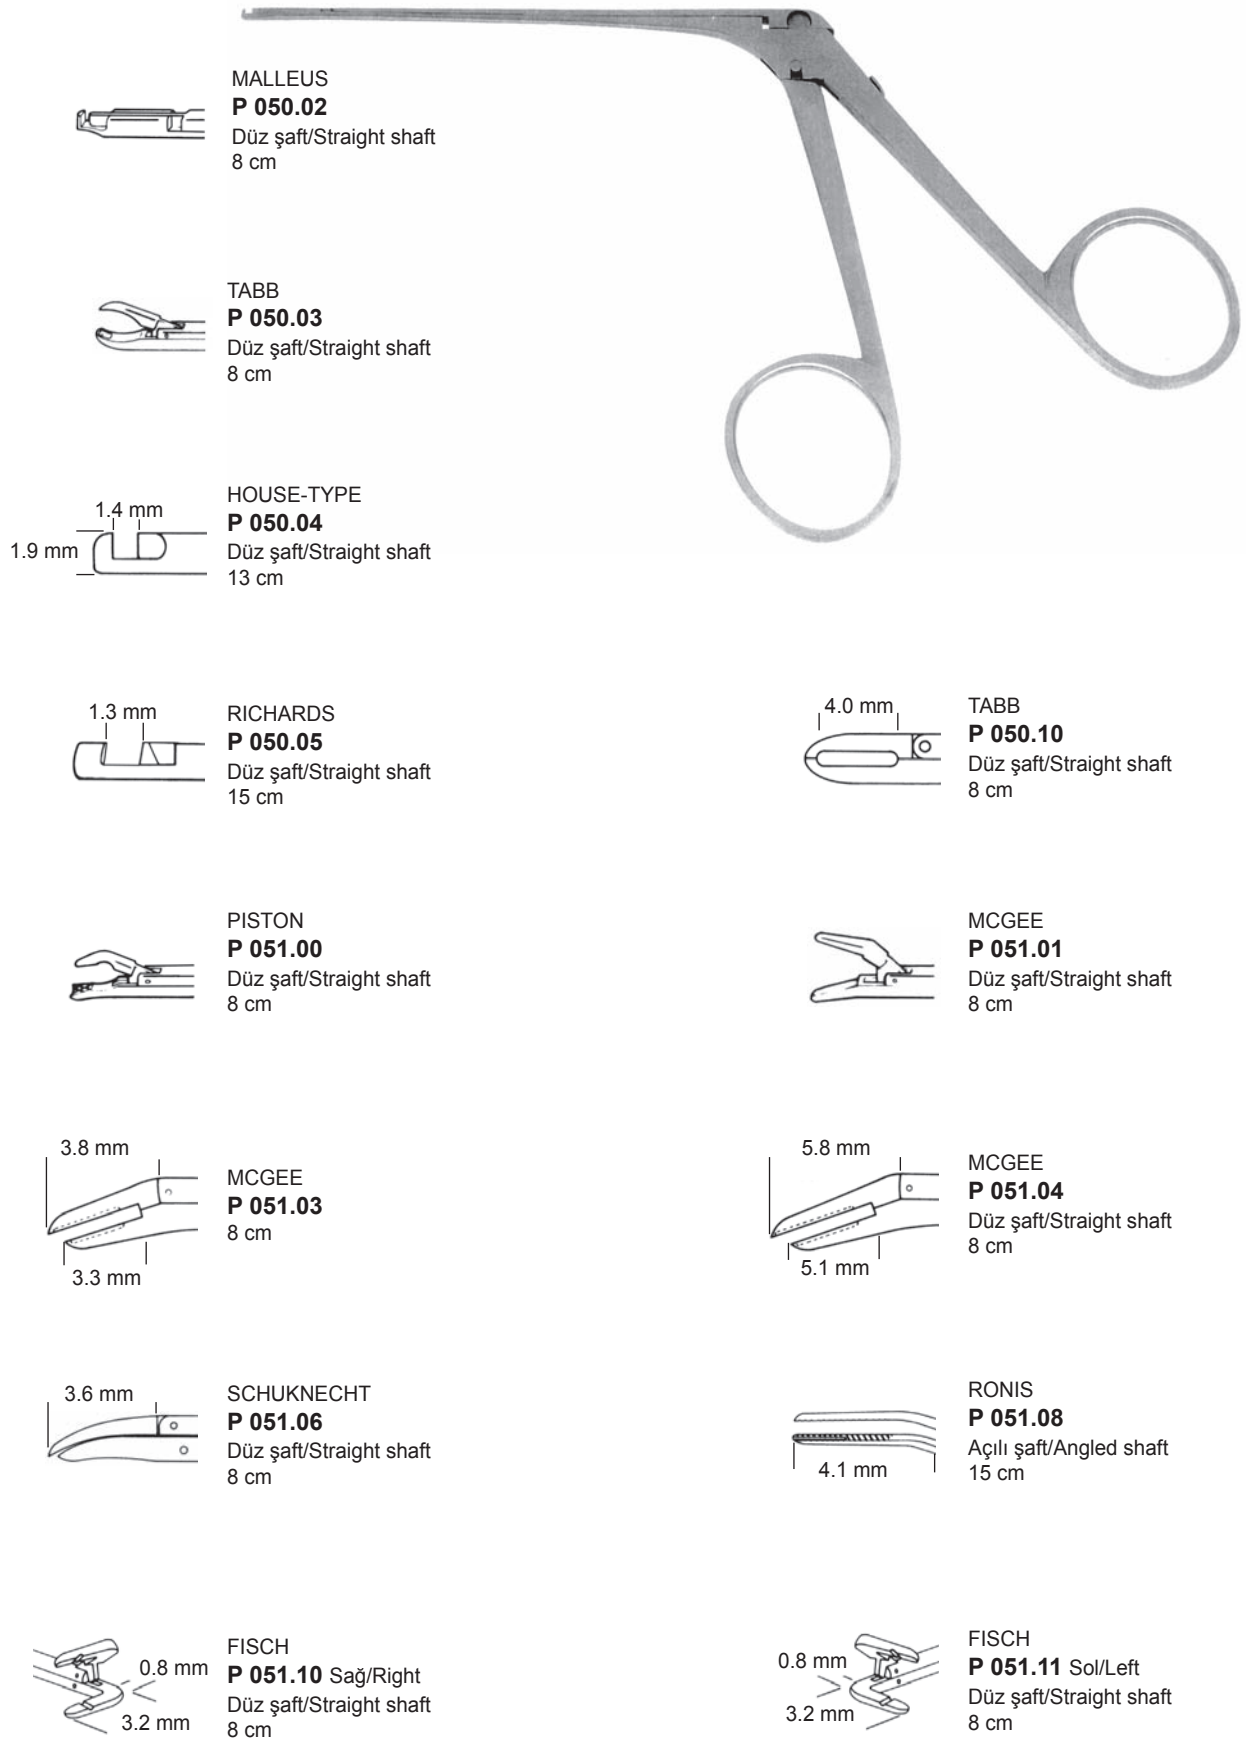 MALLEUS
P 050.02
Düz şaft/Straight shaft
8 cm
TABB
P 050.03
Düz şaft/Straight shaft
8 cm
1.4 mm
1.9 mm
HOUSE-TYPE
P 050.04
Düz şaft/Straight shaft
13 cm
1.3 mm
RICHARDS
P 050.05
Düz şaft/Straight shaft
15 cm
4.0 mm
TABB
P 050.10
Düz şaft/Straight shaft
8 cm
PISTON
P 051.00
Düz şaft/Straight shaft
8 cm
MCGEE
P 051.01
Düz şaft/Straight shaft
8 cm
3.8 mm
3.3 mm
MCGEE
P 051.03
8 cm
5.8 mm
5.1 mm
MCGEE
P 051.04
Düz şaft/Straight shaft
8 cm
3.6 mm
SCHUKNECHT
P 051.06
Düz şaft/Straight shaft
8 cm
4.1 mm
RONIS
P 051.08
Açılı şaft/Angled shaft
15 cm
0.8 mm
3.2 mm
FISCH
P 051.10 Sağ/Right
Düz şaft/Straight shaft
8 cm
0.8 mm
3.2 mm
FISCH
P 051.11 Sol/Left
Düz şaft/Straight shaft
8 cm